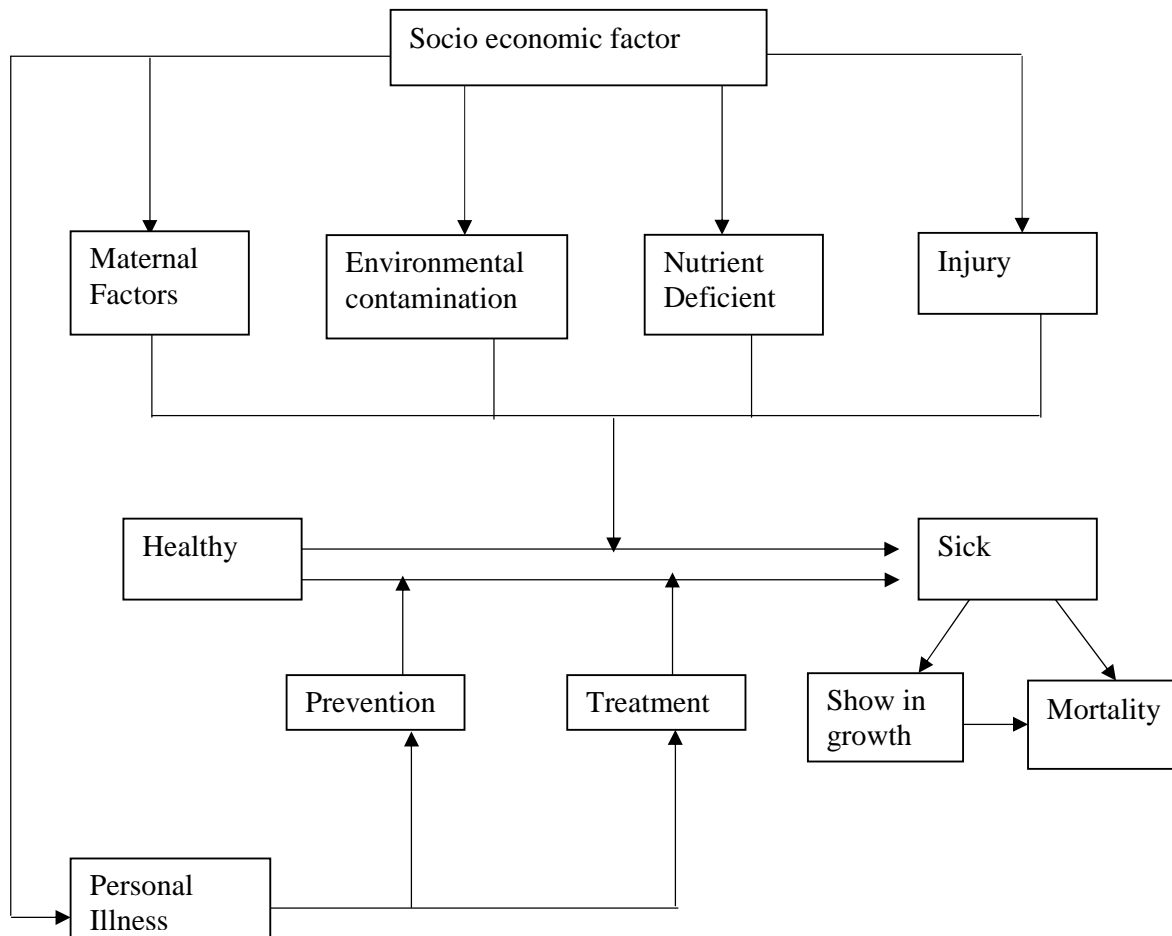 Socio economic factor
Maternal
Factors
Environmental
contamination
Nutrient
Deficient
Injury
Healthy
Sick
Prevention
Treatment
Show in
growth
Mortality
Personal
Illness